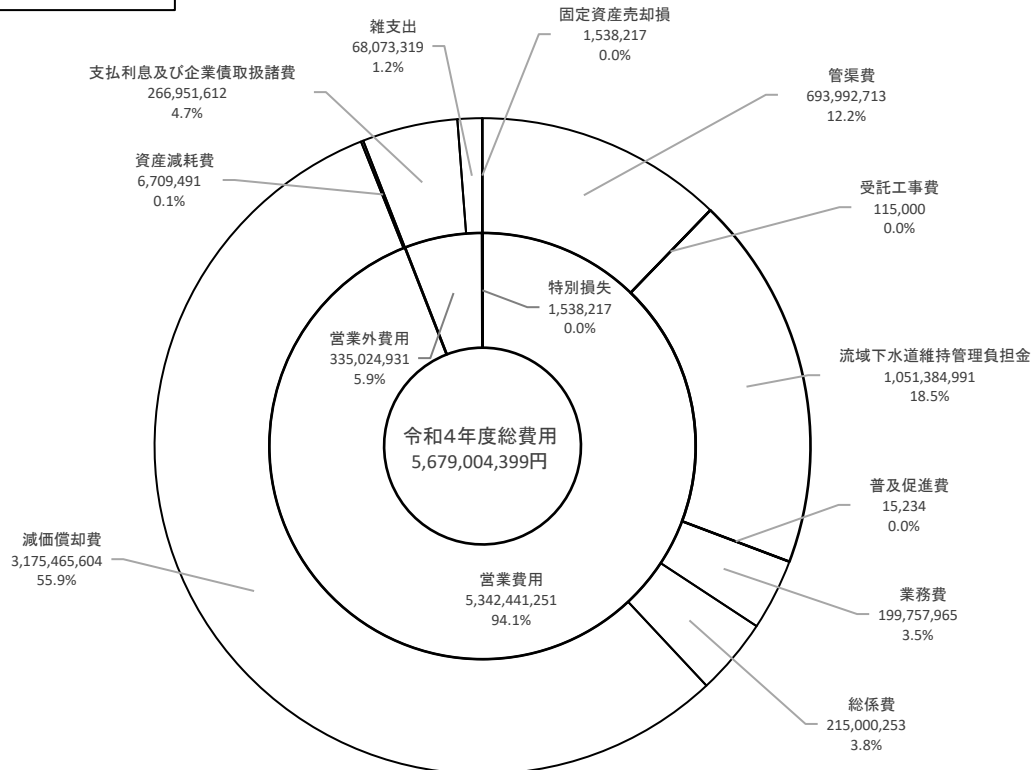 雑支出
68,073,319
1.2%
固定資産売却損
1,538,217
0.0%
支払利息及び企業債取扱諸費
266,951,612
4.7%
管渠費
693,992,713
12.2%
資産減耗費
6,709,491
0.1%
受託工事費
115,000
0.0%
特別損失
1,538,217
0.0%
営業外費用
335,024,931
5.9%
流域下水道維持管理負担金
1,051,384,991
18.5%
令和4年度総費用
5,679,004,399円
普及促進費
15,234
0.0%
減価償却費
3,175,465,604
55.9%
営業費用
5,342,441,251
94.1%
業務費
199,757,965
3.5%
総係費
215,000,253
3.8%